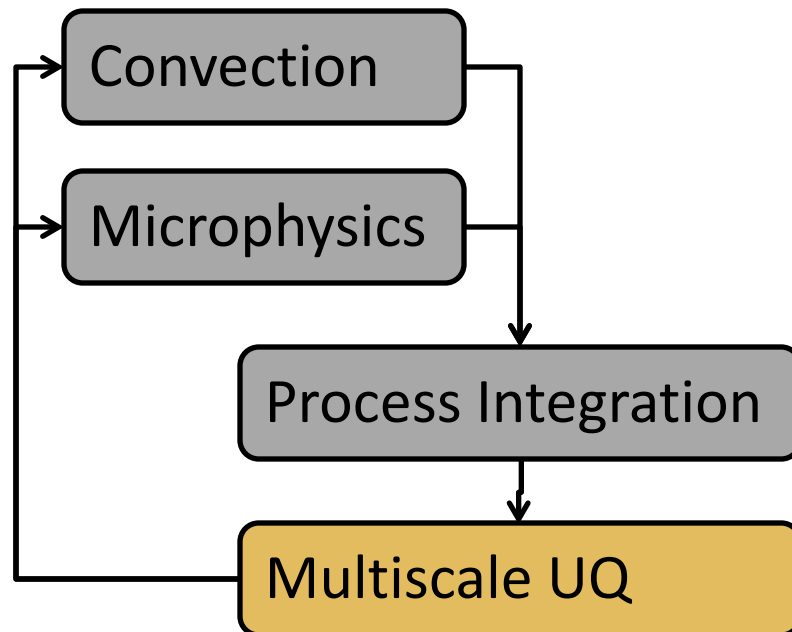 Convection
Microphysics
Process Integration
Multiscale UQ